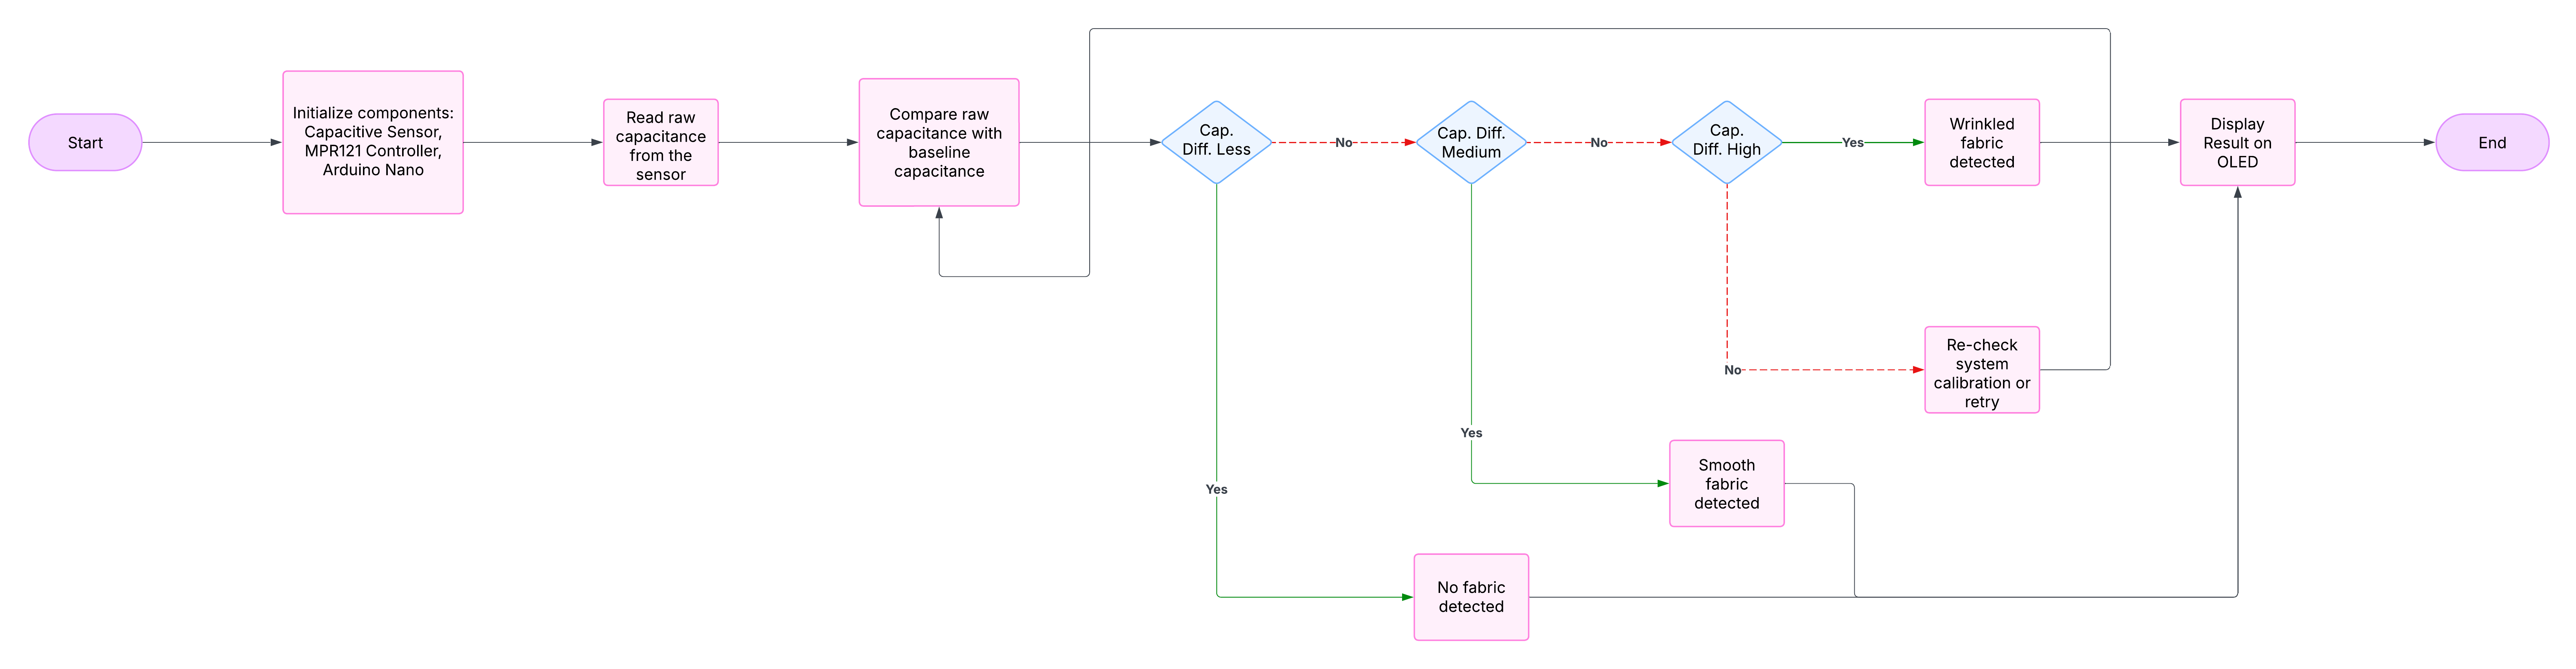 Start
Initialize components:
Capacitive Sensor,
MPR121 Controller,
Arduino Nano
Read raw
capacitance
from the
sensor
Compare raw
capacitance with
baseline
capacitance
Cap.
Diff. Less
No
Cap. Diff.
Medium
No
Cap.
Diff. High
Yes
Wrinkled
fabric
detected
Display
Result on
OLED
End
No
Re-check
system
calibration or
retry
Yes
Smooth
fabric
detected
Yes
No fabric
detected